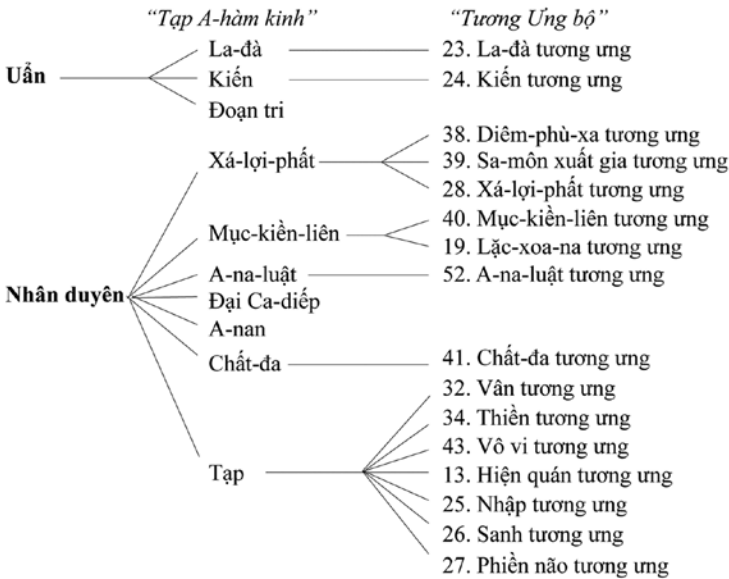 “Tạp A-hàm kinh” “Tương Ưng bộ”
La-đà 23. La-đà tương ưng
Uẩn Kiến 24. Kiến tương ưng
Đoạn tri
38. Diêm-phù-xa tương ưng
Xá-lợi-phất 39. Sa-môn xuất gia tương ưng
28. Xá-lợi-phất tương ưng
40. Mục-kiền-liên tương ưng
Mục-kiền-liên
19. Lặc-xoa-na tương ưng
A-na-luật 52. A-na-luật tương ưng
Nhân duyên Đại Ca-diếp
A-nan
Chất-đa 41. Chất-đa tương ưng
32. Vân tương ưng
34. Thiền tương ưng
43. Vô vi tương ưng
Tạp 13. Hiện quán tương ưng
25. Nhập tương ưng
26. Sanh tương ưng
27. Phiền não tương ưng